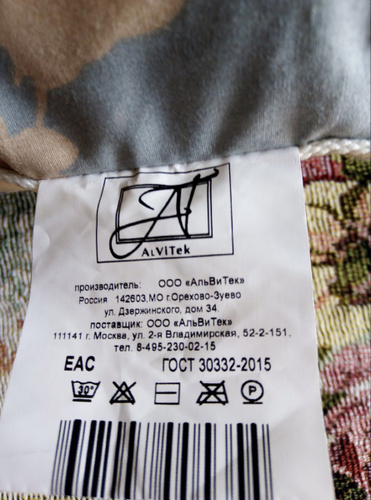 ALVITEK
производитель: ООО «АльВиТек»
Россия 142603,МО г.Орехово-Зуево
ул. Дзержинского, дом 34.
поставщик: ООО «АльВиТек»
111141 г. Москва, ул. 2-я Владимирская, 52-2-151,
тел. 8-495-230-02-15
EAC ГОСТ 30332-2015
30° P